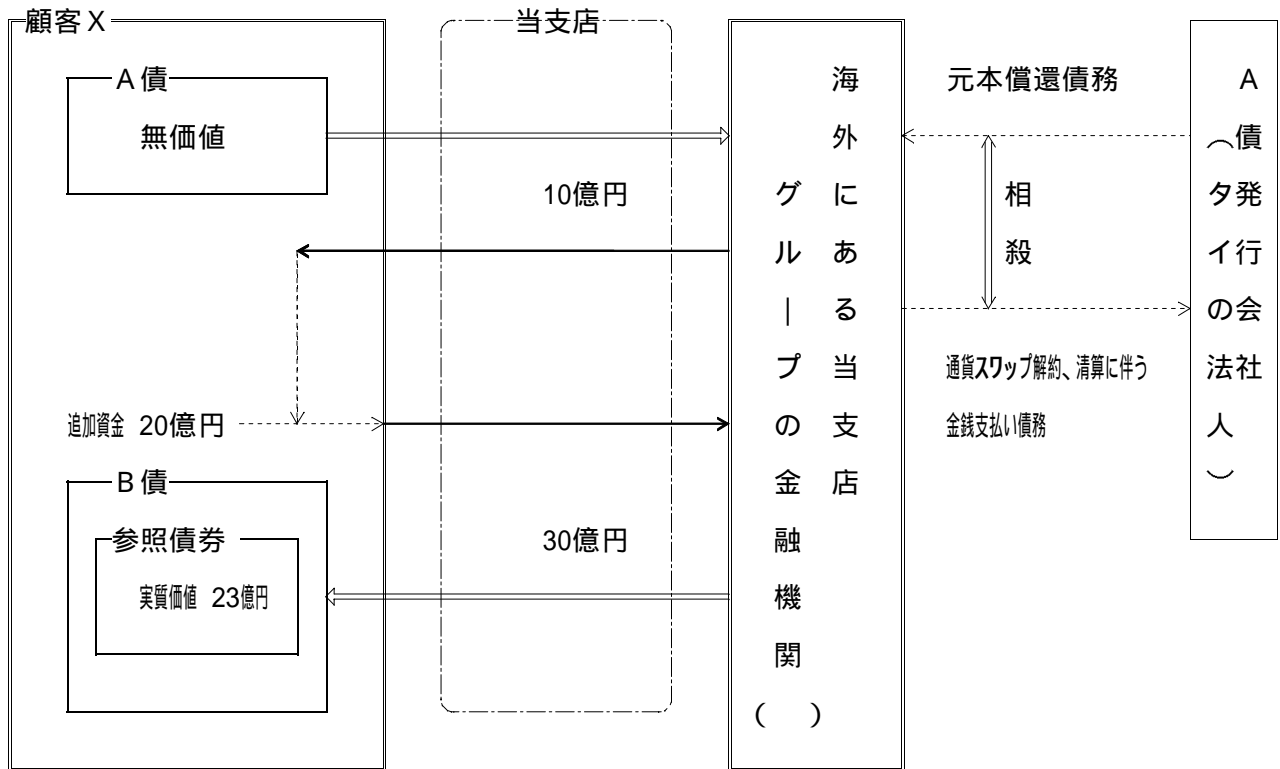 顧客X
当支店
A債
無価値
10億円
追加資金 20億円
B債
参照債券
実質価値 23億円
30億円
海外にある当支店
グループの金融機関
(　)
元本償還債務
相殺
通貨スワップ解約、清算に伴う
金銭支払い債務
A債発行会社
（タイの法人）